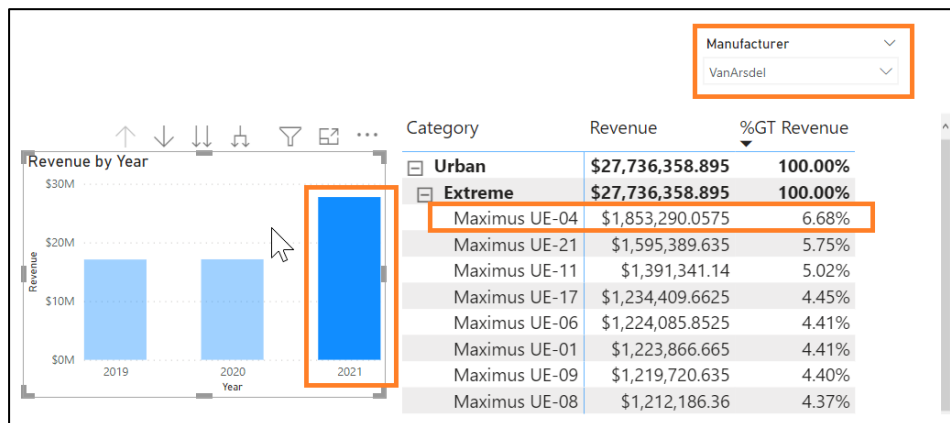 Manufacturer
VanArsdel
Revenue by Year
$30M
$20M
$10M
$0M
Revenue
2019 2020 2021
Year
Category Revenue %GT Revenue
Urban $27,736,358.895 100.00%
Extreme $27,736,358.895 100.00%
Maximus UE-04 $1,853,290.0575 6.68%
Maximus UE-21 $1,595,389.635 5.75%
Maximus UE-11 $1,391,341.14 5.02%
Maximus UE-17 $1,234,409.6625 4.45%
Maximus UE-06 $1,224,085.8525 4.41%
Maximus UE-01 $1,223,866.665 4.41%
Maximus UE-09 $1,219,720.635 4.40%
Maximus UE-08 $1,212,186.36 4.37%